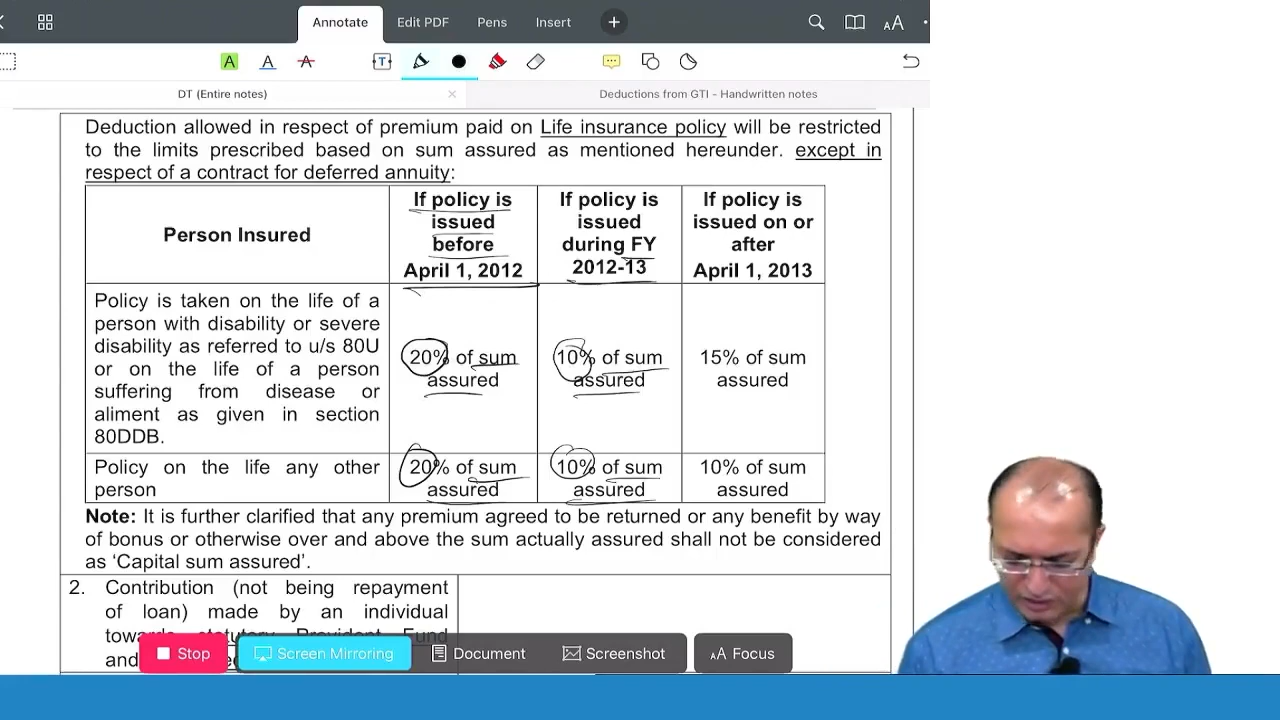 Annotate Edit PDF Pens Insert
AA
A A A T
DT (Entire notes) Deductions from GTI - Handwritten notes
Deduction allowed in respect of premium paid on Life insurance policy will be restricted
to the limits prescribed based on sum assured as mentioned hereunder. except in
respect of a contract for deferred annuity:
Person Insured
If policy is
issued
before
April 1, 2012
If policy is
issued
during FY
2012-13
If policy is
issued on or
after
April 1, 2013
Policy is taken on the life of a
person with disability or severe
disability as referred to u/s 80U
or on the life of a person
suffering from disease or
aliment as given in section
80DDB.
20% of sum
assured
10% of sum
assured
15% of sum
assured
Policy on the life any other
person
20% of sum
assured
10% of sum
assured
10% of sum
assured
Note: It is further clarified that any premium agreed to be returned or any benefit by way
of bonus or otherwise over and above the sum actually assured shall not be considered
as ‘Capital sum assured’.
2. Contribution (not being repayment
of loan) made by an individual
towards statutory Provident Fund
and
Stop Screen Mirroring Document Screenshot AA Focus